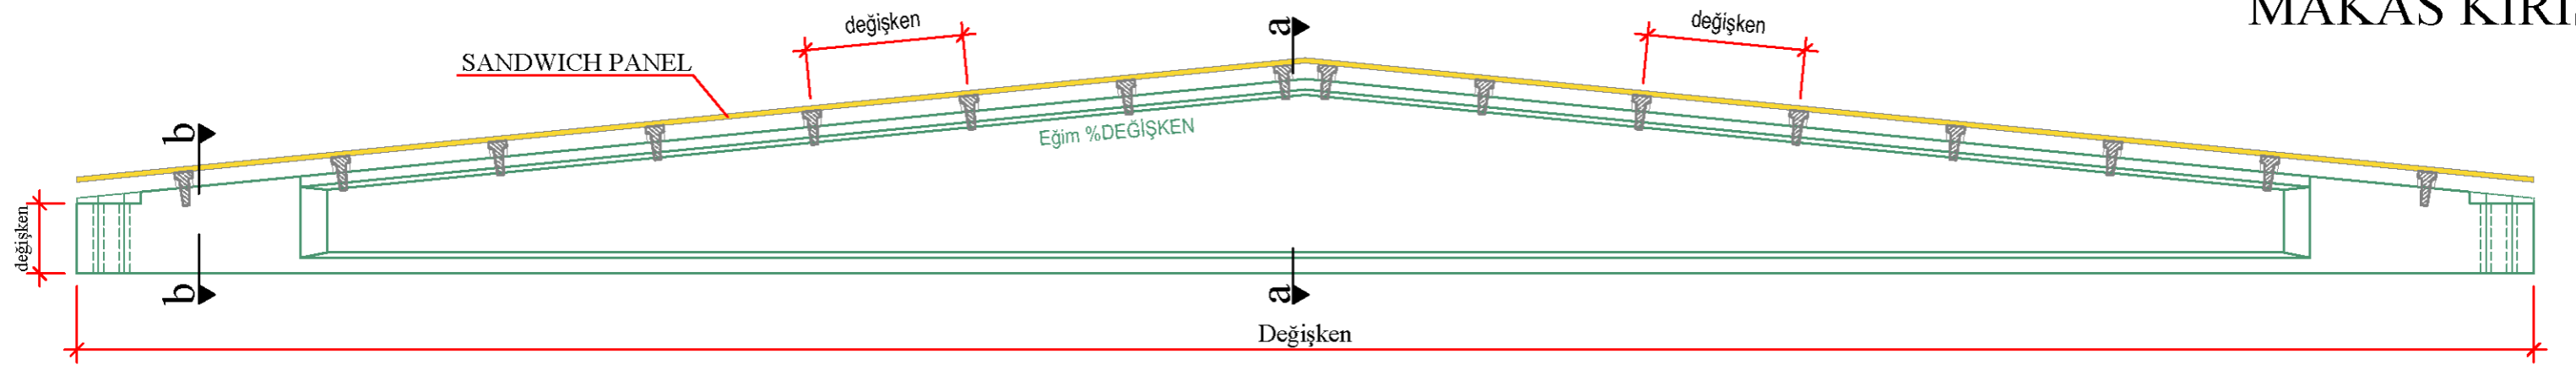 MAKAS KİRİŞ
değişken
a
değişken
SANDWICH PANEL
b
Eğim %DEĞİŞKEN
değişken
b
a
Değişken